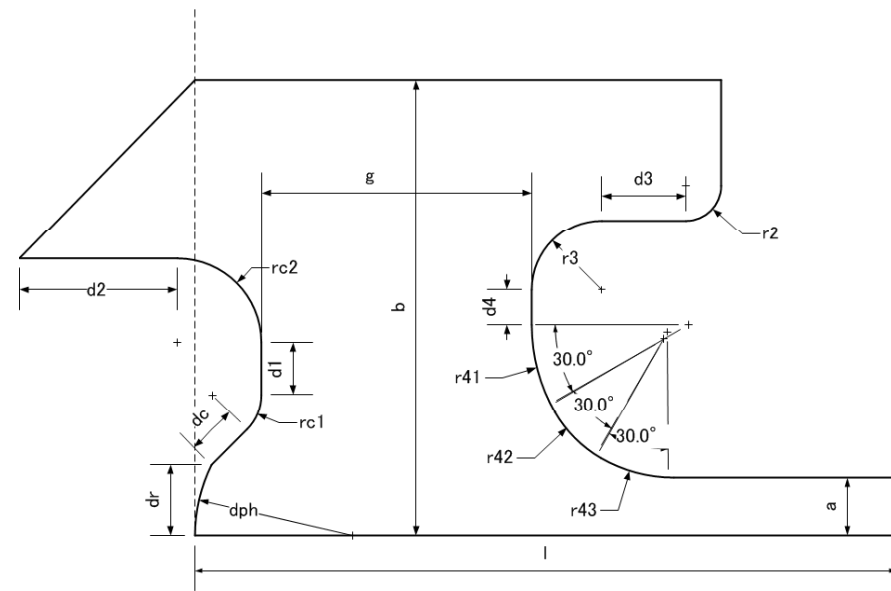 g
d3
r2
rc2
r3
d2
b
d4
d1
30.0°
r41
dc
rc1
30.0°
30.0°
r42
dr
dph
r43
a
l